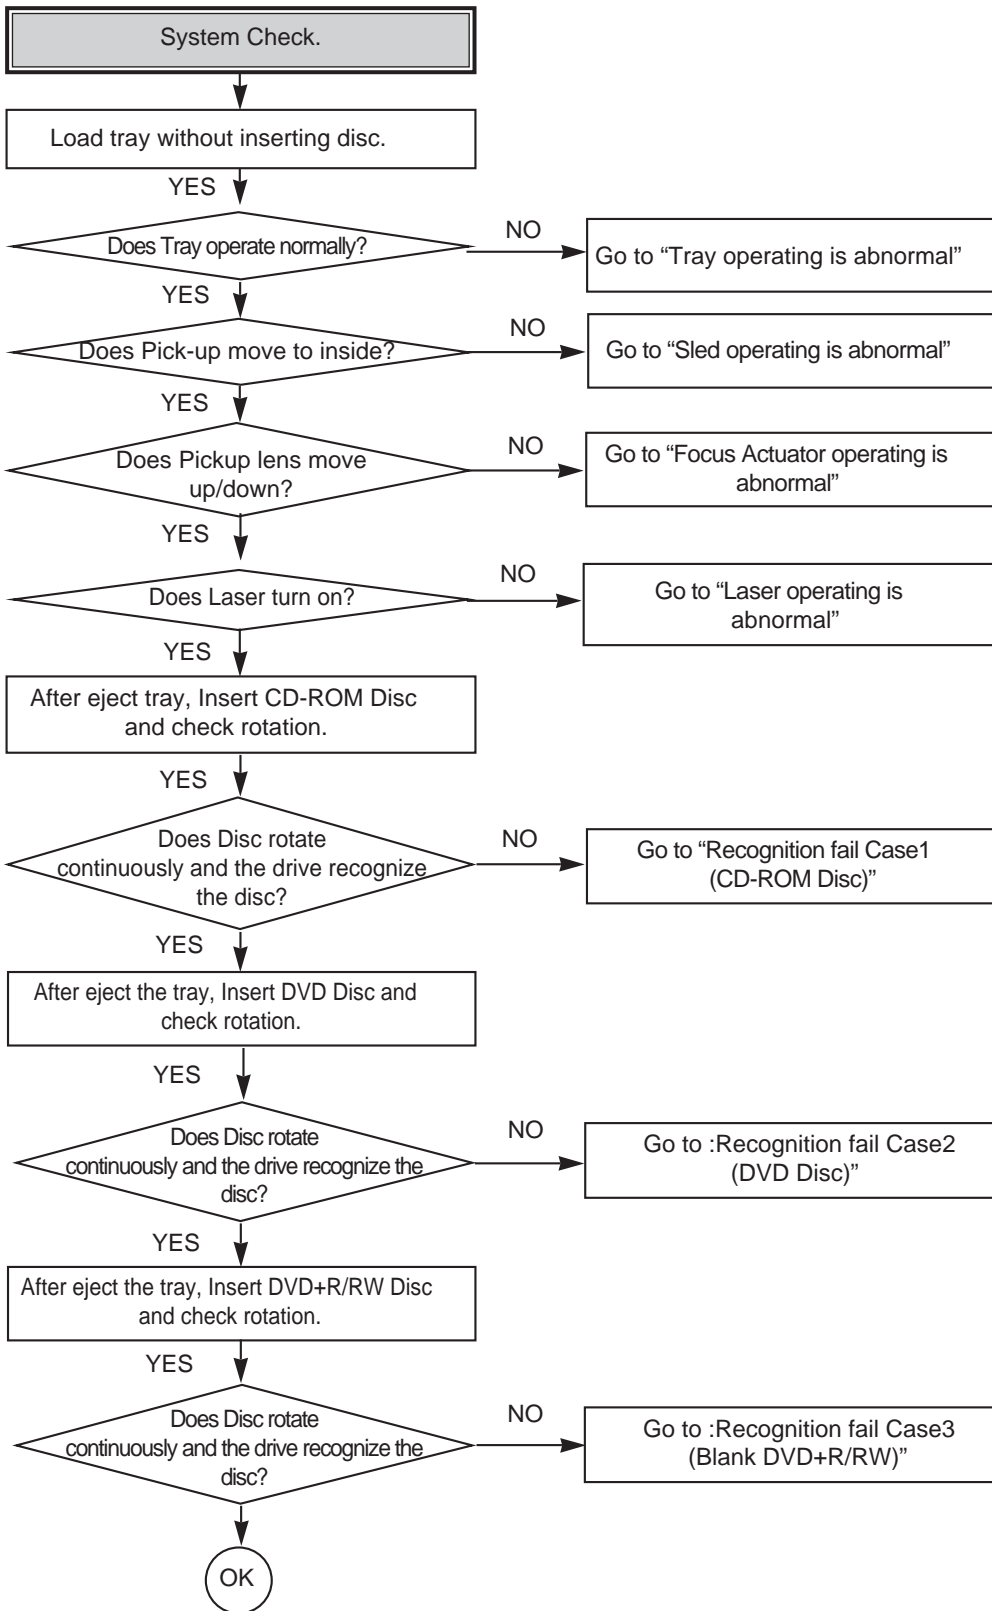 System Check.
Load tray without inserting disc.
YES
Does Tray operate normally?
NO
Go to “Tray operating is abnormal”
YES
Does Pick-up move to inside?
NO
Go to “Sled operating is abnormal”
YES
Does Pickup lens move
up/down?
NO
Go to “Focus Actuator operating is
abnormal”
YES
Does Laser turn on?
NO
Go to “Laser operating is
abnormal”
YES
After eject tray, Insert CD-ROM Disc
and check rotation.
YES
Does Disc rotate
continuously and the drive recognize
the disc?
NO
Go to “Recognition fail Case1
(CD-ROM Disc)”
YES
After eject the tray, Insert DVD Disc and
check rotation.
YES
Does Disc rotate
continuously and the drive recognize the
disc?
NO
Go to :Recognition fail Case2
(DVD Disc)”
YES
After eject the tray, Insert DVD+R/RW Disc
and check rotation.
YES
Does Disc rotate
continuously and the drive recognize the
disc?
NO
Go to :Recognition fail Case3
(Blank DVD+R/RW)”
OK